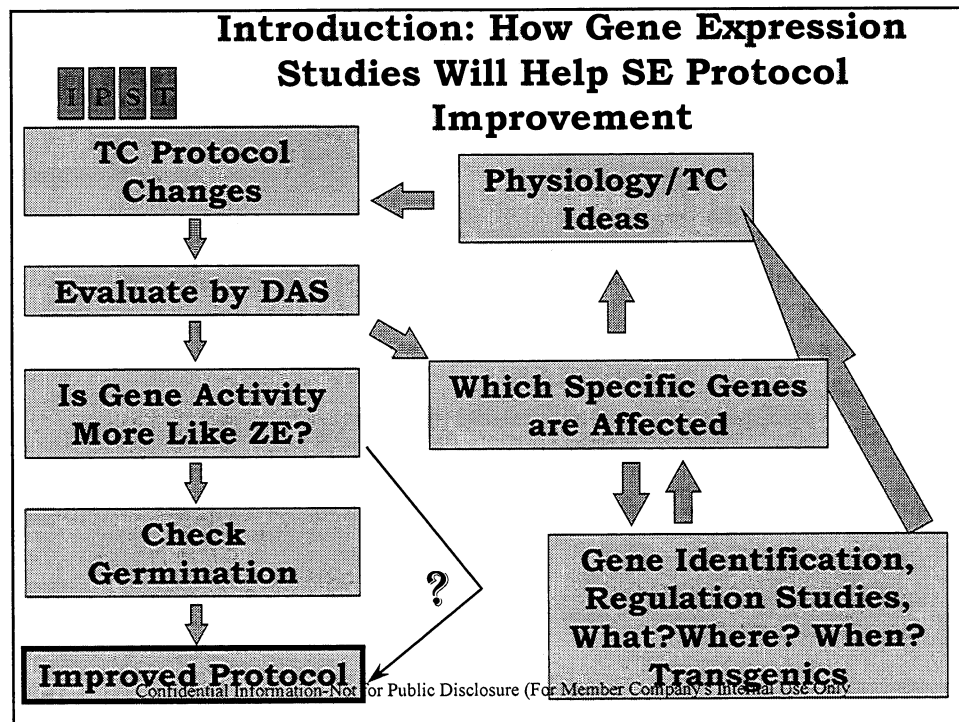 Introduction: How Gene Expression
Studies Will Help SE Protocol
Improvement
I P S T
TC Protocol
Changes
Physiology/TC
Ideas
Evaluate by DAS
Which Specific Genes
are Affected
Is Gene Activity
More Like ZE?
Check
Germination
?
Gene Identification,
Regulation Studies,
What?Where? When?
Transgenics
Improved Protocol
Confidential Information-Not for Public Disclosure (For Member Company's Internal Use Only